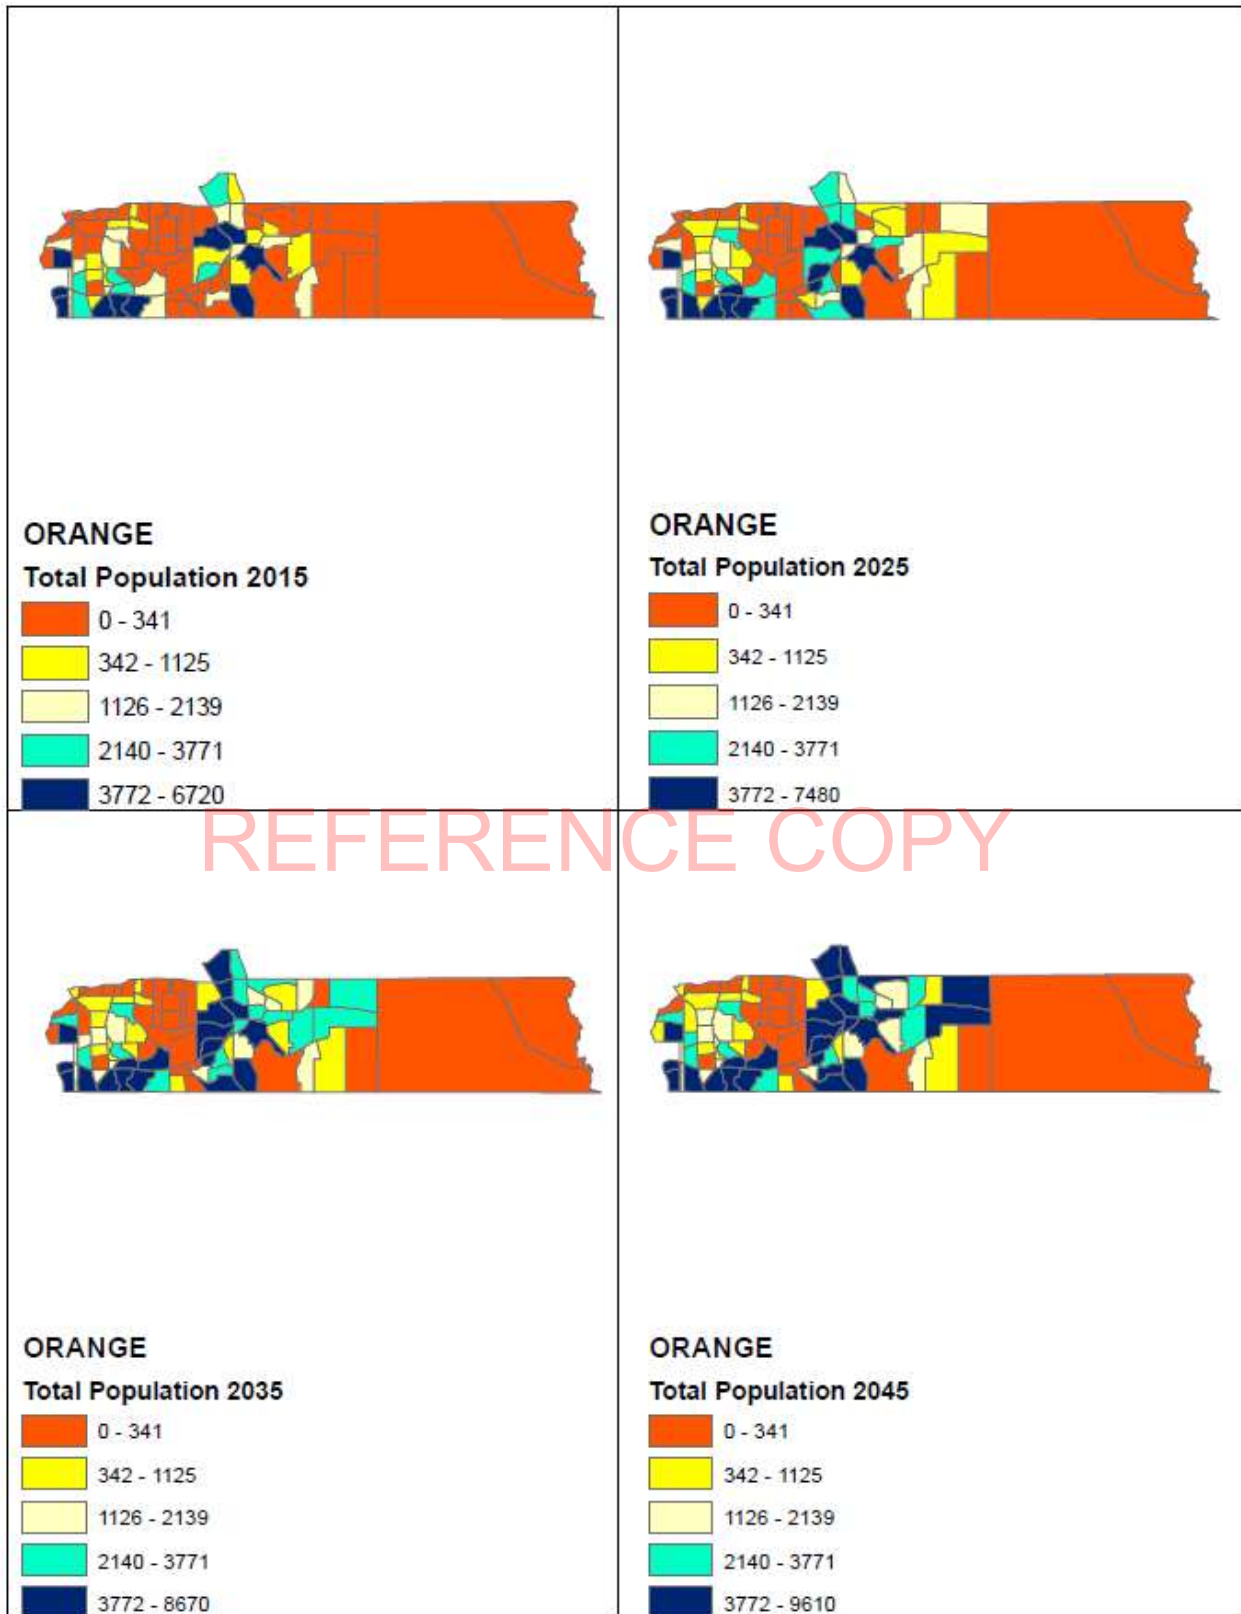 ORANGE
Total Population 2015
0 - 341
342 - 1125
1126 - 2139
2140 - 3771
3772 - 6720
ORANGE
Total Population 2025
0 - 341
342 - 1125
1126 - 2139
2140 - 3771
3772 - 7480
REFERENCE COPY
ORANGE
Total Population 2035
0 - 341
342 - 1125
1126 - 2139
2140 - 3771
3772 - 8670
ORANGE
Total Population 2045
0 - 341
342 - 1125
1126 - 2139
2140 - 3771
3772 - 9610